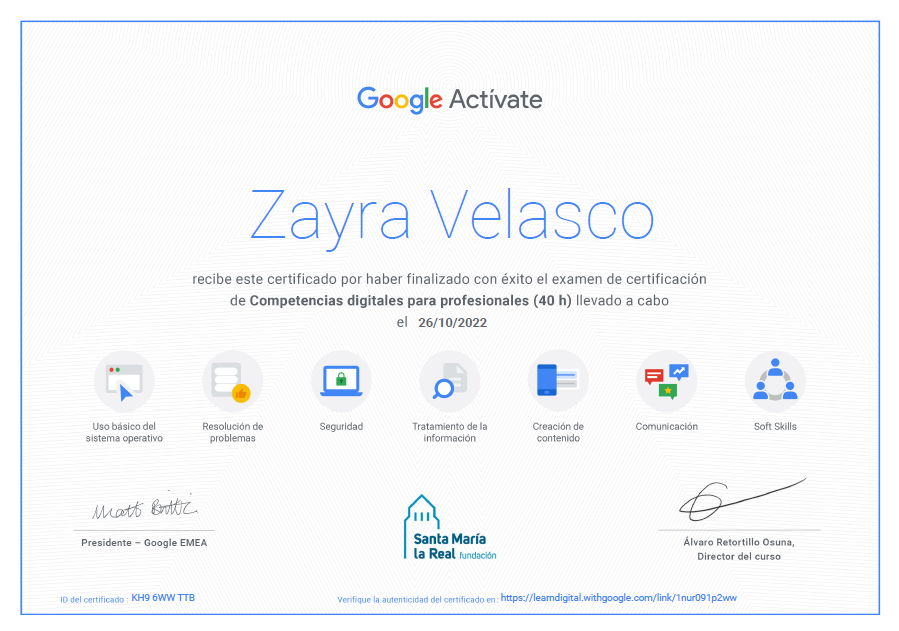 Google Actívate
Zayra Velasco
recibe este certificado por haber finalizado con éxito el examen de certificación
de Competencias digitales para profesionales (40 h) llevado a cabo
el 26/10/2022
Uso básico del
sistema operativo
Resolución de
problemas
Seguridad
Tratamiento de la
información
Creación de
contenido
Comunicación
Soft Skills
Presidente – Google EMEA
Santa María
la Real fundación
Álvaro Retortillo Osuna,
Director del curso
ID del certificado : KH9 6WW TTB
Verifique la autenticidad del certificado en: https://learndigital.withgoogle.com/link/1nur091p2ww